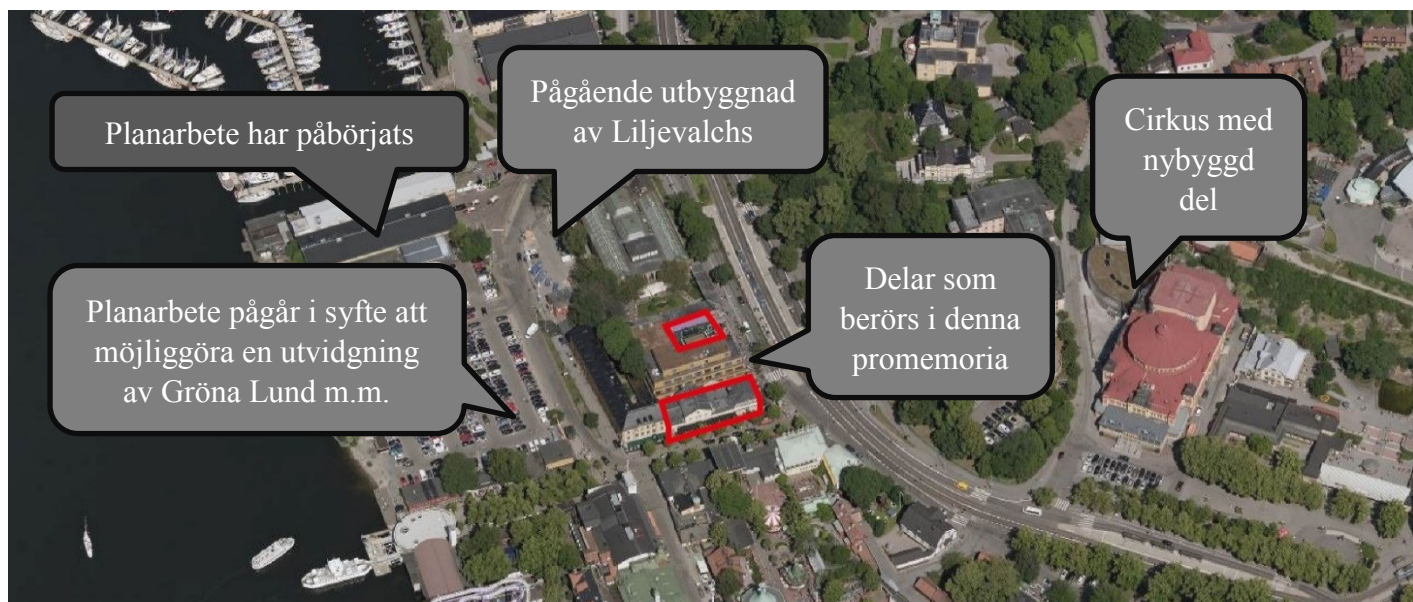 Planarbete har påbörjats
Pågående utbyggnad
av Liljevalchs
Cirkus med
nybyggd
del
Planarbete pågår i syfte att
möjliggöra en utvidgning
av Gröna Lund m.m.
Delar som
berörs i denna
promemoria